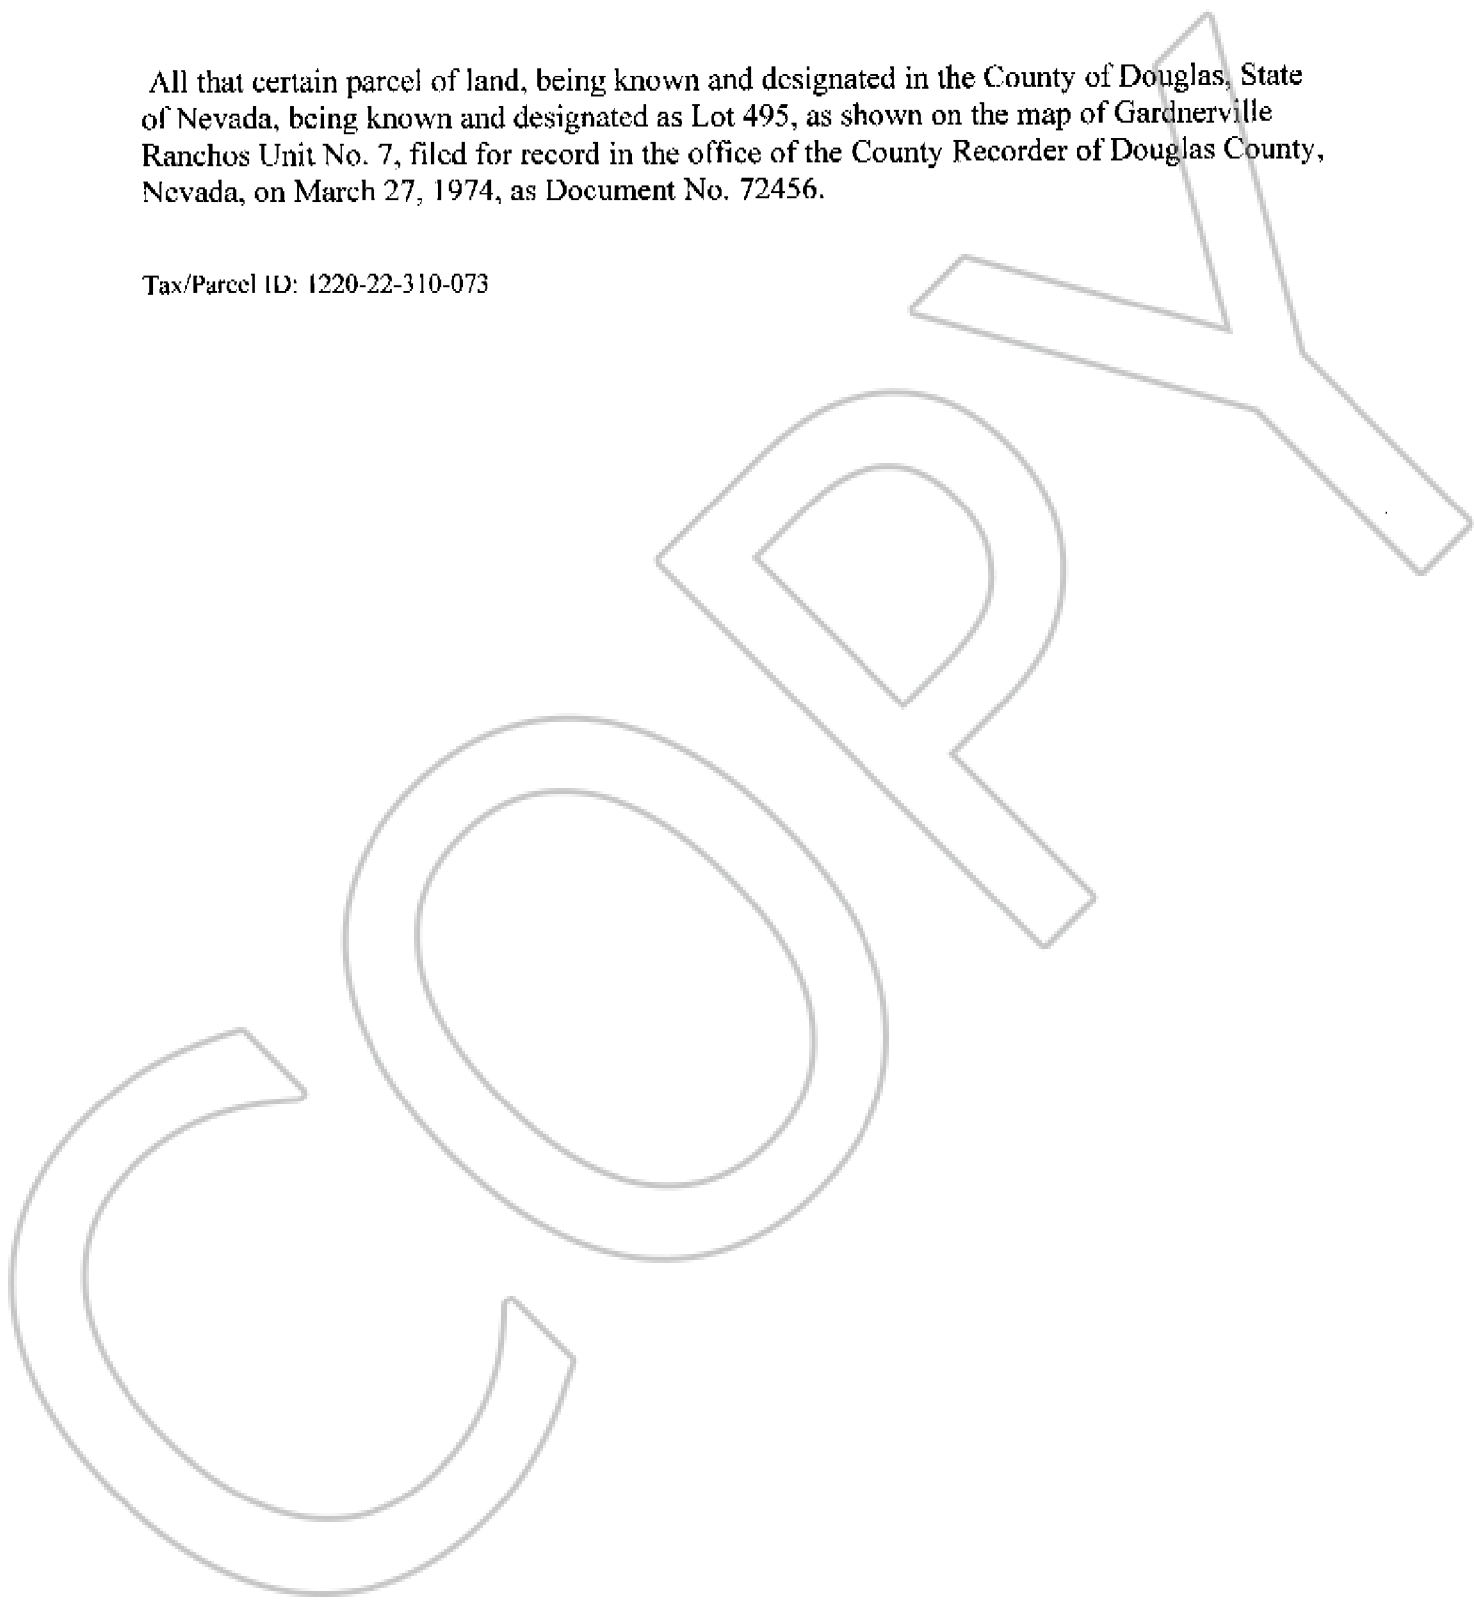 All that certain parcel of land, being known and designated in the County of Douglas, State
of Nevada, being known and designated as Lot 495, as shown on the map of Gardnerville
Ranchos Unit No. 7, filed for record in the office of the County Recorder of Douglas County,
Nevada, on March 27, 1974, as Document No. 72456.
Tax/Parcel ID: 1220-22-310-073
COPY